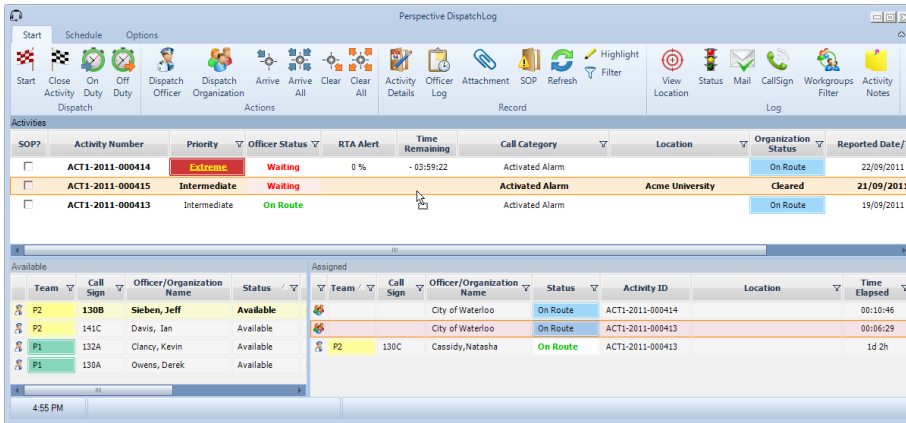 Perspective DispatchLog
Start Schedule Options
Start Close Activity On Duty Off Duty Dispatch Officer Dispatch Organization Arrive Arrive All Clear Clear All Activity Details Officer Log Attachment SOP Refresh Highlight Filter View Location Status Mail CallSign Workgroups Filter Activity Notes
Dispatch Actions Record Log
Activities
SOP? Activity Number Priority Officer Status RTA Alert Time Remaining Call Category Location Organization Status Reported Date/
ACT1-2011-000414 Extreme Waiting 0 % - 03:59:22 Activated Alarm On Route 22/09/2011
ACT1-2011-000415 Intermediate Waiting Activated Alarm Acme University Cleared 21/09/2011
ACT1-2011-000413 Intermediate On Route Activated Alarm On Route 19/09/2011
Available Assigned
Team Call Sign Officer/Organization Name Status Team Call Sign Officer/Organization Name Status Activity ID Location Time Elapsed
P2 130B Sieben, Jeff Available City of Waterloo On Route ACT1-2011-000414 00:10:46
P2 141C Davis, Ian Available City of Waterloo On Route ACT1-2011-000413 00:06:29
P1 132A Clancy, Kevin Available P2 130C Cassidy,Natasha On Route ACT1-2011-000413 1d 2h
P1 130A Owens, Derek Available
4:55 PM